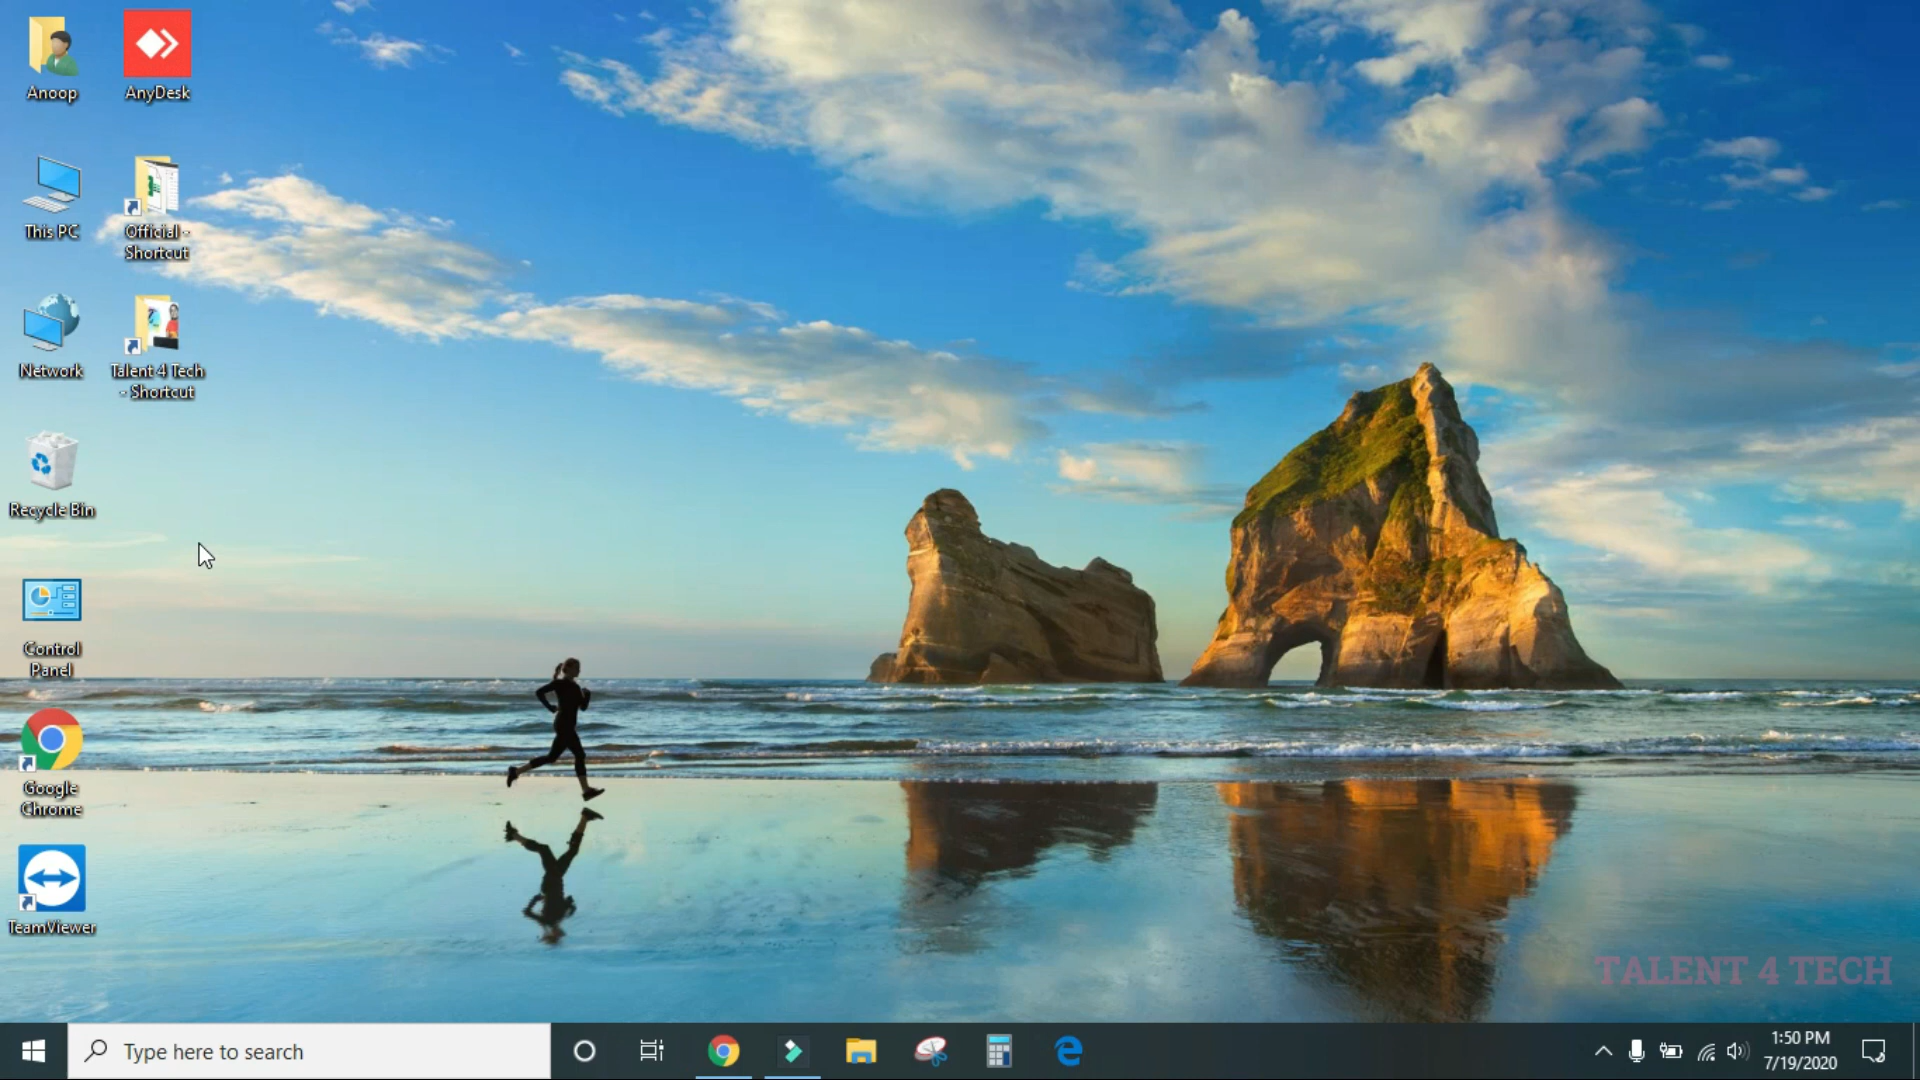 Anoop
AnyDesk
This PC
Official -
Shortcut
Network
Talent 4 Tech
- Shortcut
Recycle Bin
Control
Panel
Google
Chrome
TeamViewer
TALENT 4 TECH
Type here to search
1:50 PM
7/19/2020